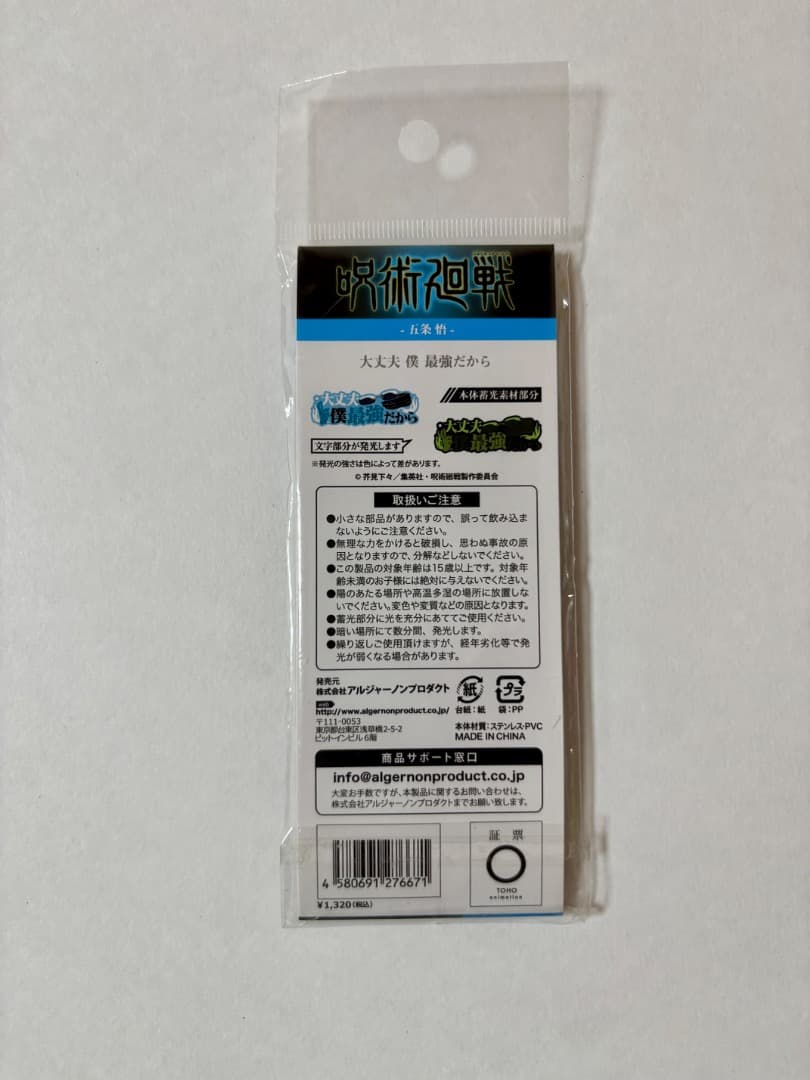 呪術廻戦
- 五条 悟 -
大丈夫 僕 最強だから
大丈夫
僕最強だから
本体蓄光素材部分
大丈夫
僕最強だから
文字部分が発光します
※発光の強さは色によって差があります。
©芥見下々／集英社・呪術廻戦製作委員会
取扱いご注意
●小さな部品がありますので、誤って飲み込ま
ないようにご注意ください。
●無理な力をかけると破損し、思わぬ事故の原
因となりますので、分解などしないでください。
●この製品の対象年齢は15歳以上です。対象年
齢未満のお子様には絶対に与えないでください。
●陽のあたる場所や高温多湿の場所に放置しな
いでください。変色や変質などの原因となります。
●蓄光部分に光を充分にあててご使用ください。
●暗い場所にて数分間、発光します。
●繰り返しご使用頂けますが、経年劣化等で発
光が弱くなる場合があります。
発売元
株式会社アルジャーノンプロダクト
web
http://www.algernonproduct.co.jp/
〒111-0053
東京都台東区浅草橋2-5-2
ビットインビル 6階
紙
プラ
台紙：紙
袋：PP
本体材質：ステンレス・PVC
MADE IN CHINA
商品サポート窓口
info@algernonproduct.co.jp
大変お手数ですが、本製品に関するお問い合わせは、
株式会社アルジャーノンプロダクトまでお願い致します。
4 580691 276671
¥1,320(税込)
証 票
TOHO
animation